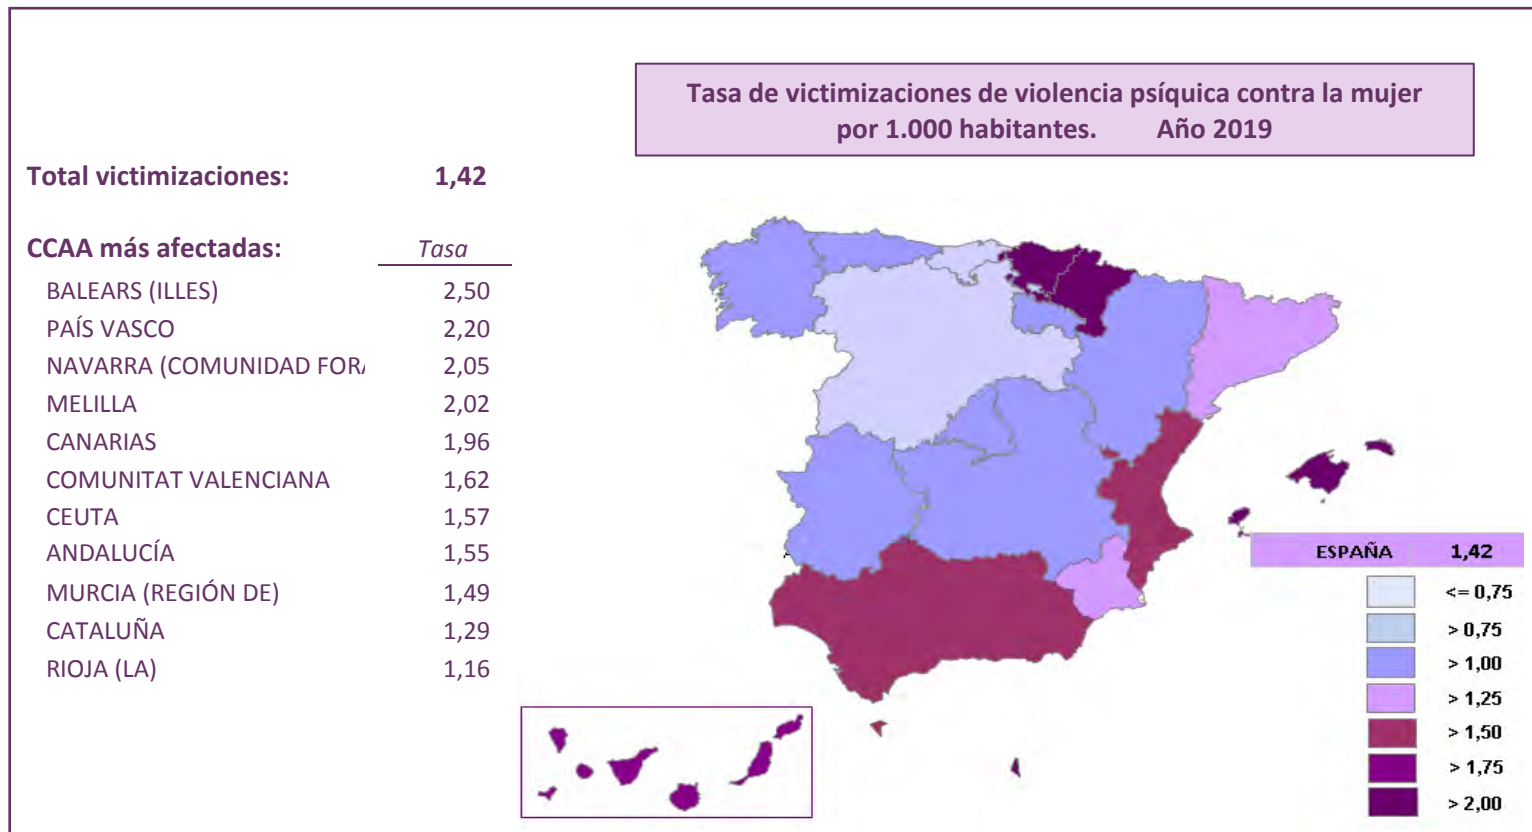 Tasa de victimizaciones de violencia psíquica contra la mujer
por 1.000 habitantes. Año 2019
Total victimizaciones: 1,42
CCAA más afectadas: Tasa
BALEARS (ILLES) 2,50
PAÍS VASCO 2,20
NAVARRA (COMUNIDAD FOR 2,05
MELILLA 2,02
CANARIAS 1,96
COMUNITAT VALENCIANA 1,62
CEUTA 1,57
ANDALUCÍA 1,55
MURCIA (REGIÓN DE) 1,49
CATALUÑA 1,29
RIOJA (LA) 1,16
ESPAÑA 1,42
<= 0,75
> 0,75
> 1,00
> 1,25
> 1,50
> 1,75
> 2,00